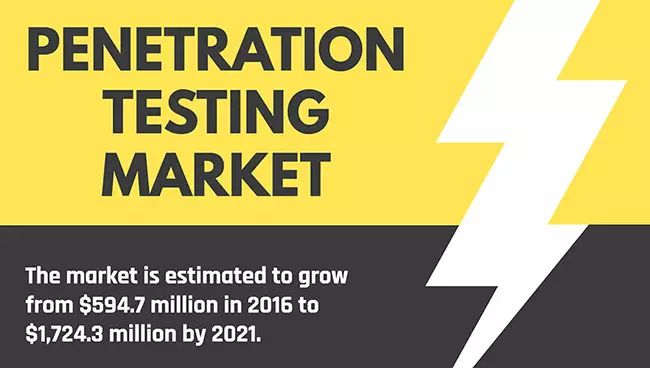 PENETRATION
TESTING
MARKET
The market is estimated to grow
from $594.7 million in 2016 to
$1,724.3 million by 2021.